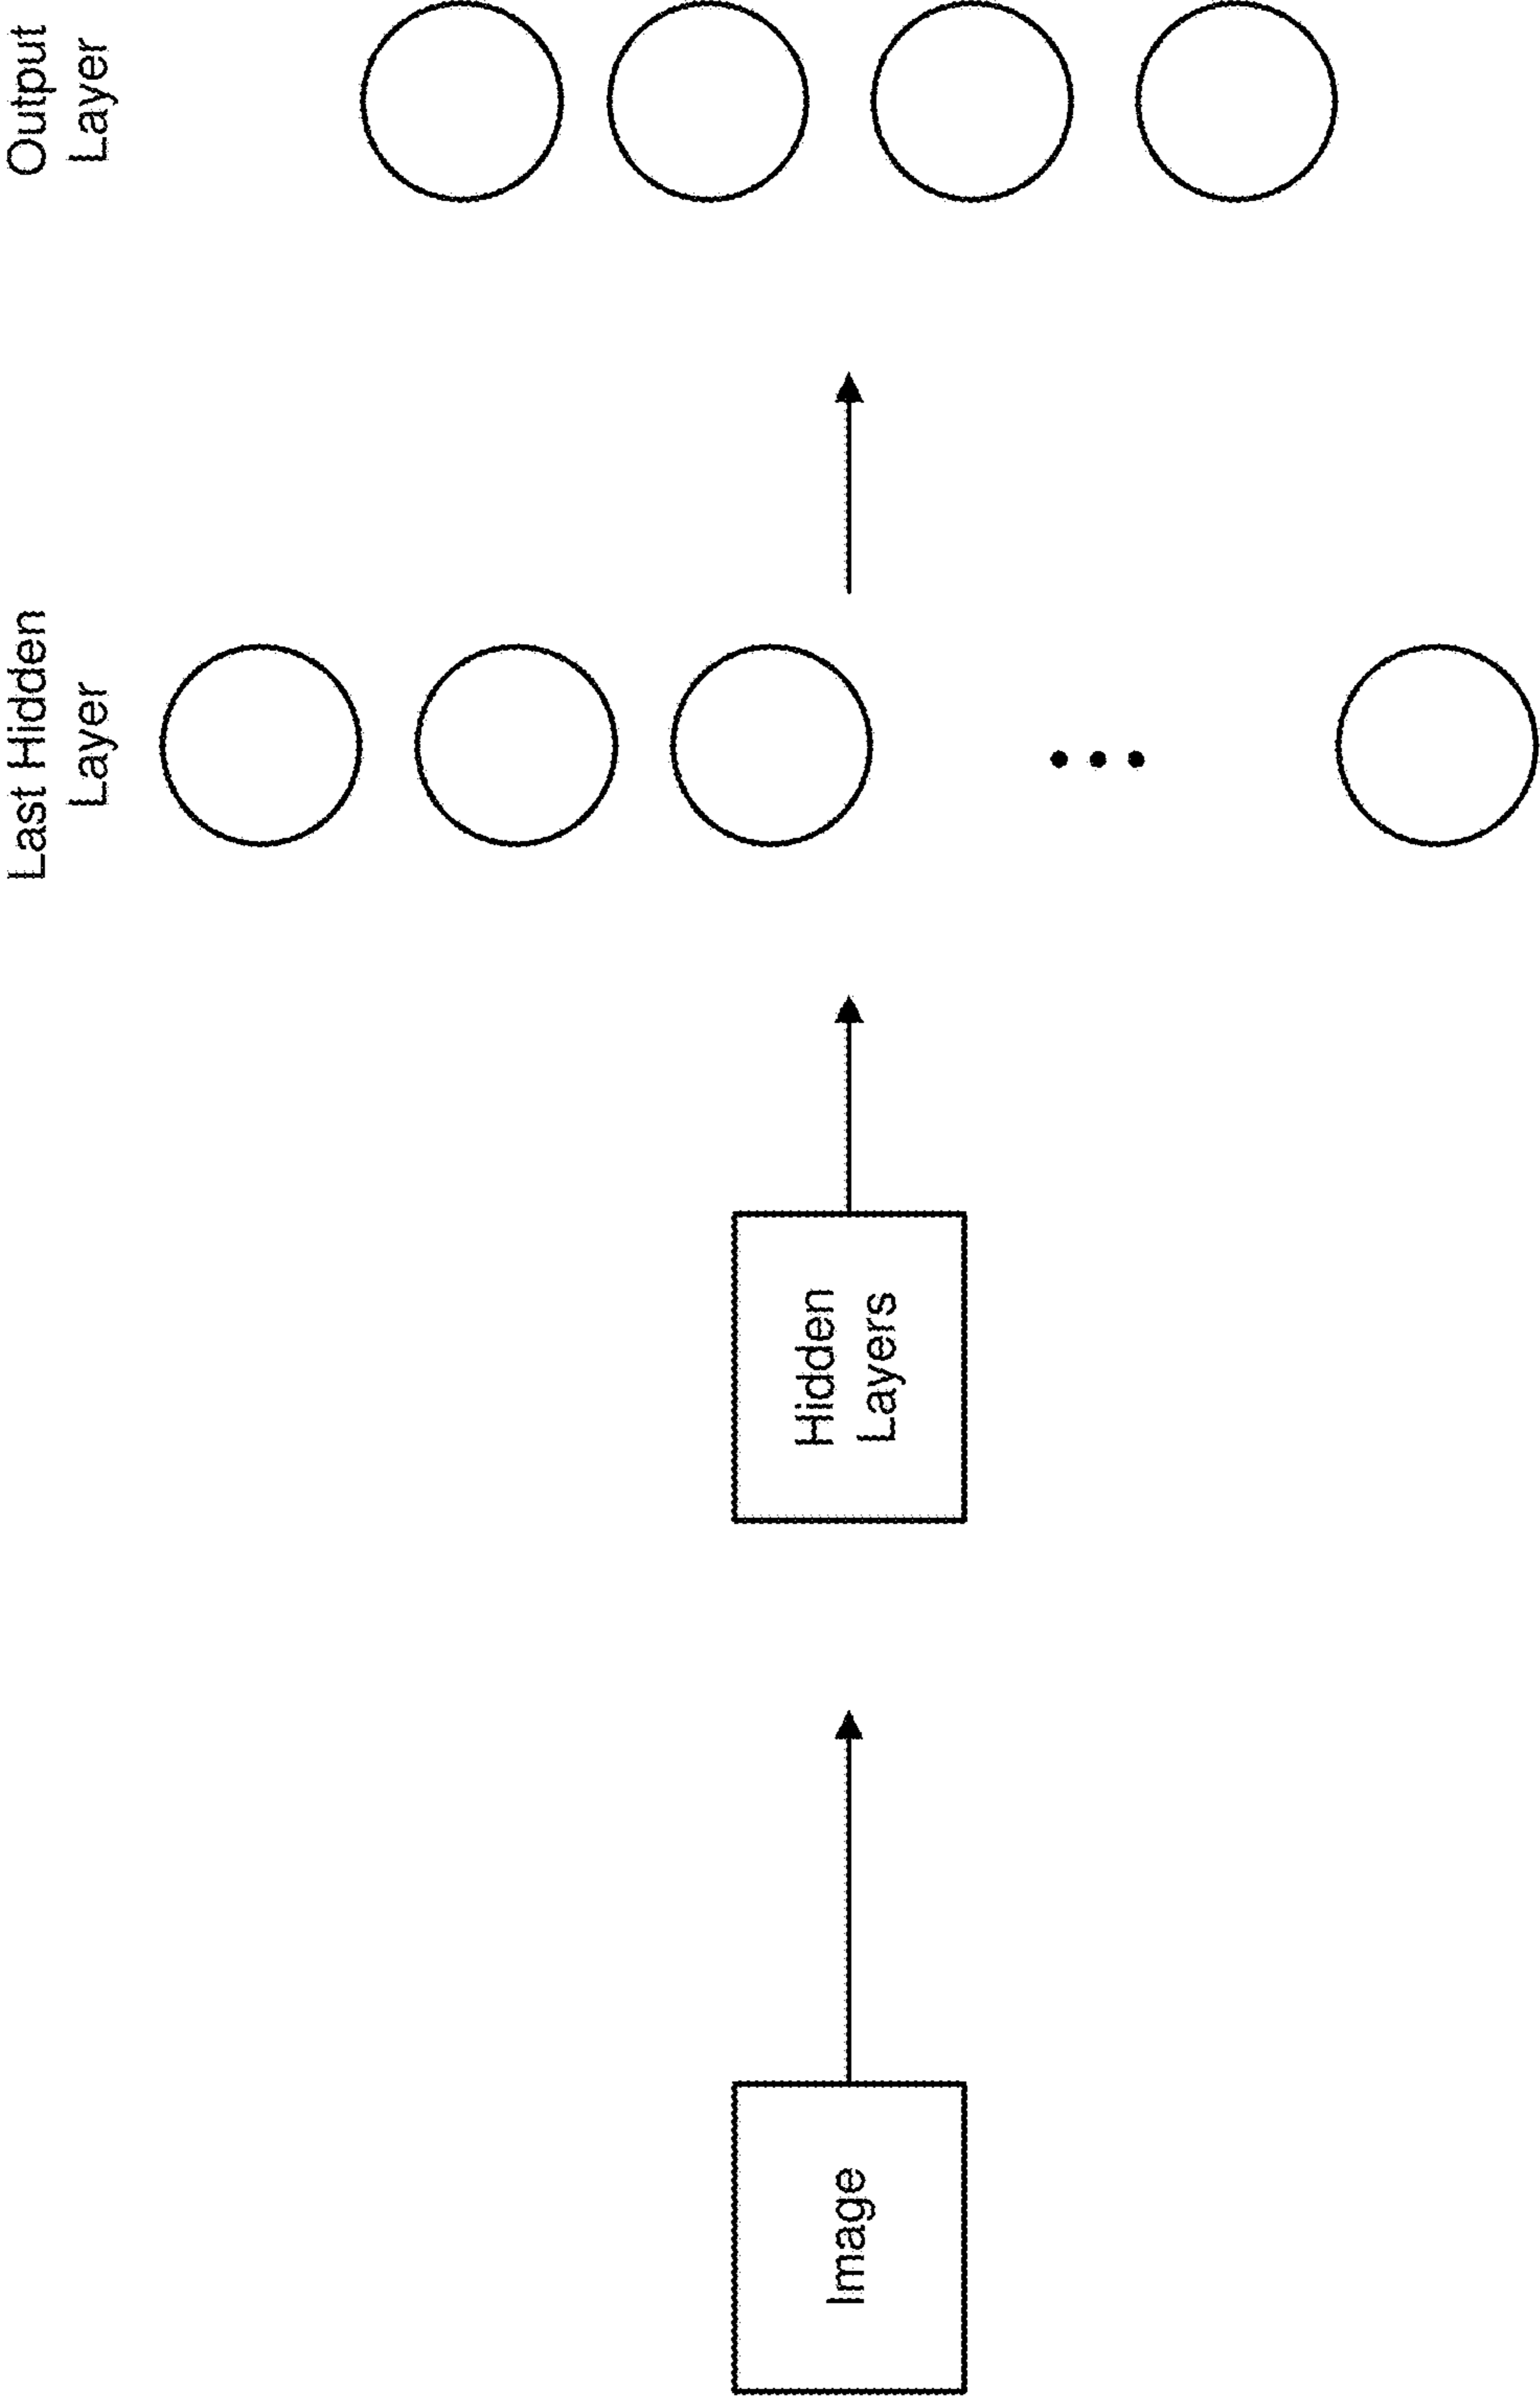 Image
Hidden
Layers
Last Hidden
Layer
Output
Layer